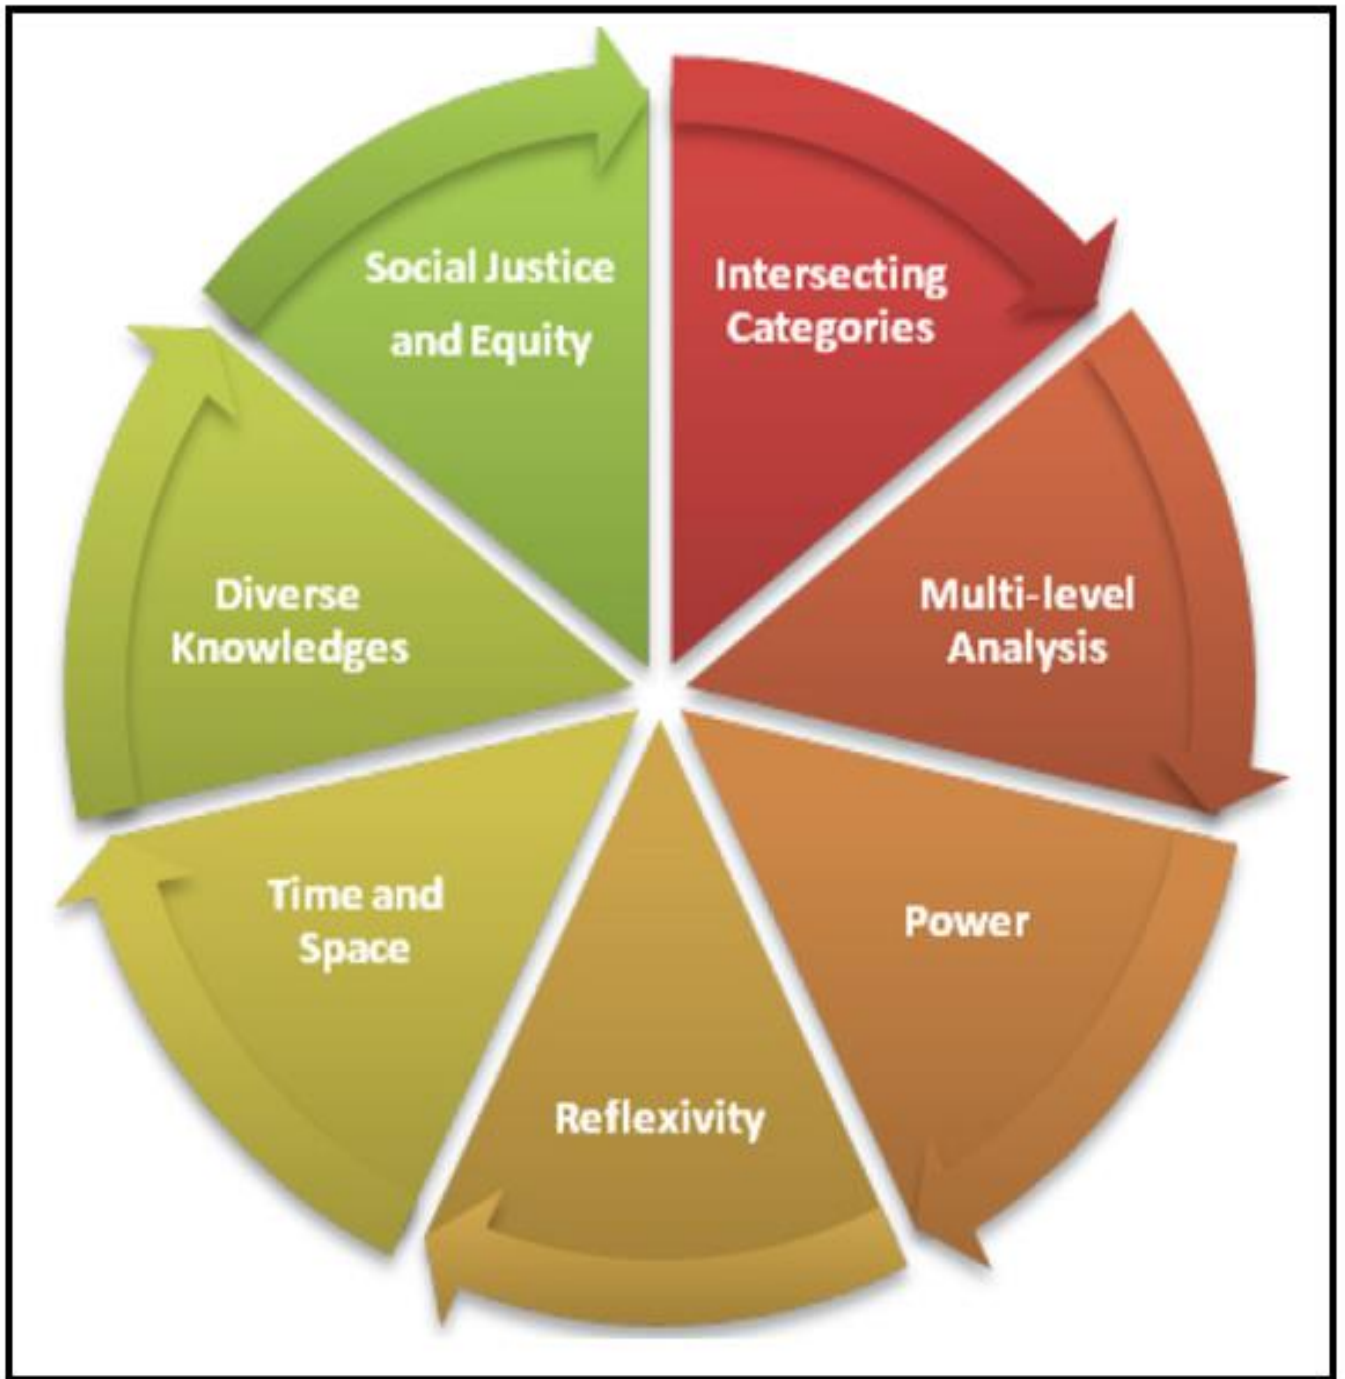 Social Justice
and Equity
Intersecting
Categories
Multi-level
Analysis
Power
Reflexivity
Time and
Space
Diverse
Knowledges